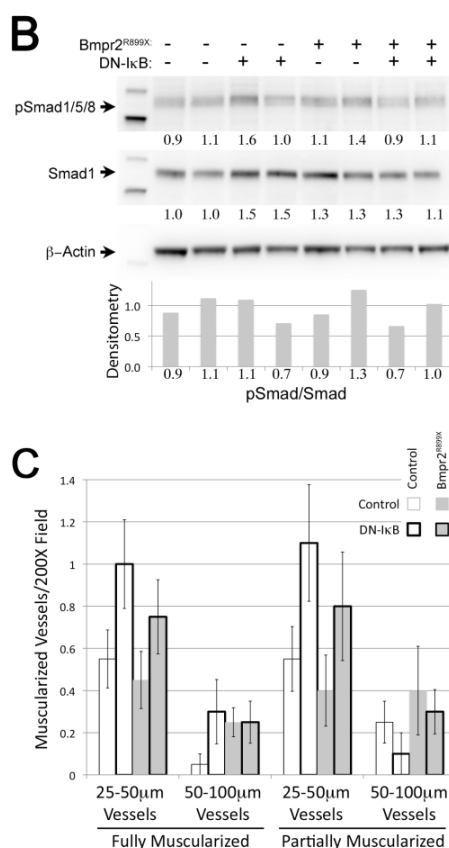 B
Bmpr2R899X: - - - - + + + +
DN-IκB: - - + + - - + +
pSmad1/5/8
0.9 1.1 1.6 1.0 1.1 1.4 0.9 1.1
Smad1
1.0 1.0 1.5 1.5 1.3 1.3 1.3 1.1
β-Actin
Densitometry
1.0
0.5
0.0
0.9 1.1 1.1 0.7 0.9 1.3 0.7 1.0
pSmad/Smad
C
Muscularized Vessels/200X Field
1.4
1.2
1
0.8
0.6
0.4
0.2
0
Control
Bmpr2R899X
Control
DN-IκB
25-50μm 50-100μm 25-50μm 50-100μm
Vessels Vessels Vessels Vessels
Fully Muscularized Partially Muscularized